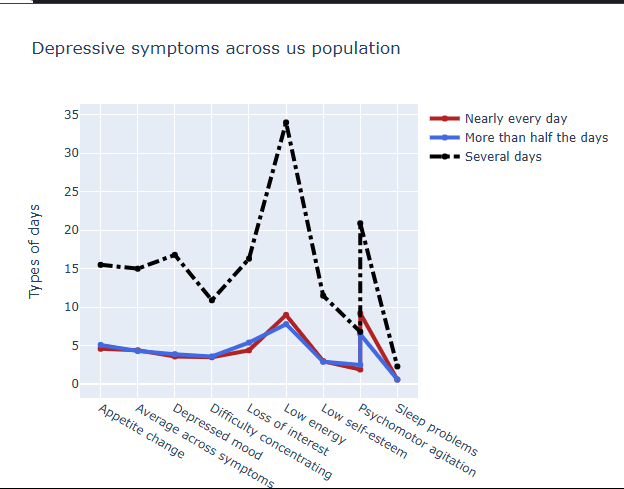 Depressive symptoms across us population
Nearly every day
More than half the days
Several days
Types of days
35
30
25
20
15
10
5
0
Appetite change
Average across symptoms
Depressed mood
Difficulty concentrating
Loss of interest
Low energy
Low self-esteem
Psychomotor agitation
Sleep problems